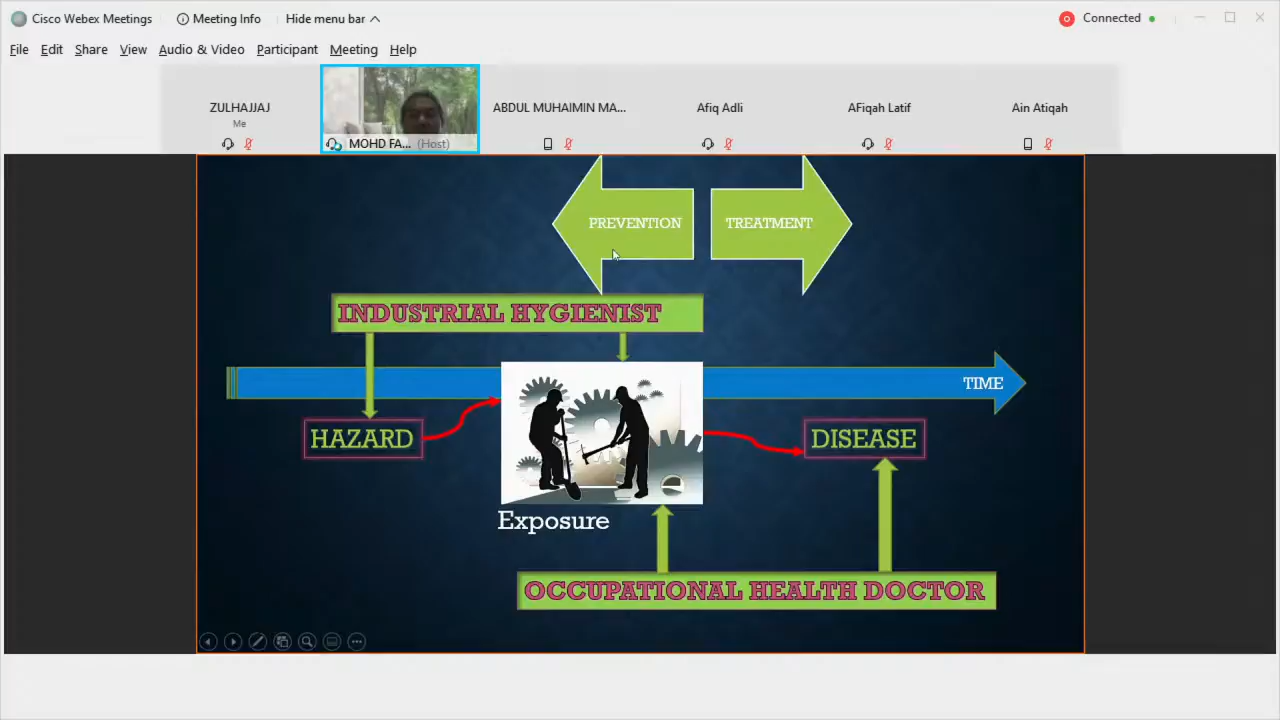 Cisco Webex Meetings
Meeting Info
Hide menu bar
Connected
File Edit Share View Audio & Video Participant Meeting Help
ZULHAJJAJ
Me
MOHD FA... (Host)
ABDUL MUHAIMIN MA...
Afiq Adli
AFiqah Latif
Ain Atiqah
PREVENTION
TREATMENT
INDUSTRIAL HYGIENIST
TIME
HAZARD
DISEASE
Exposure
OCCUPATIONAL HEALTH DOCTOR